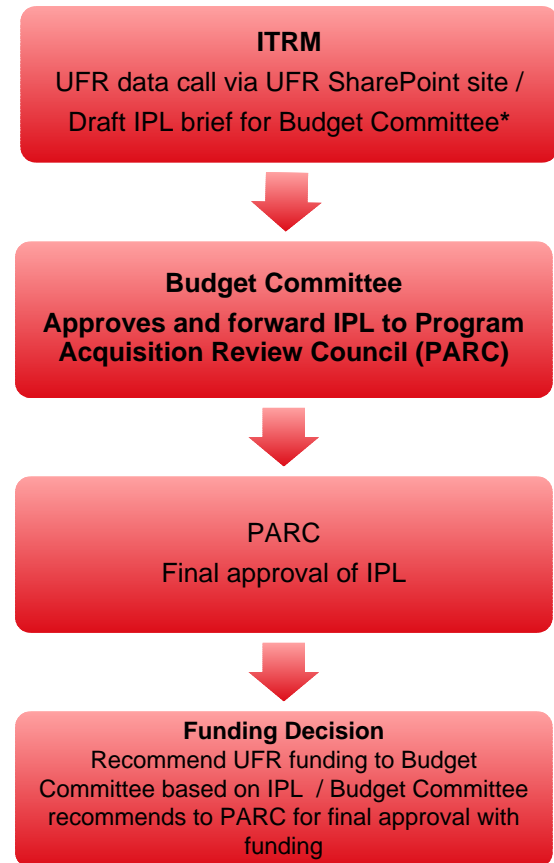 ITRM
UFR data call via UFR SharePoint site /
Draft IPL brief for Budget Committee*
Budget Committee
Approves and forward IPL to Program
Acquisition Review Council (PARC)
PARC
Final approval of IPL
Funding Decision
Recommend UFR funding to Budget
Committee based on IPL / Budget Committee
recommends to PARC for final approval with
funding